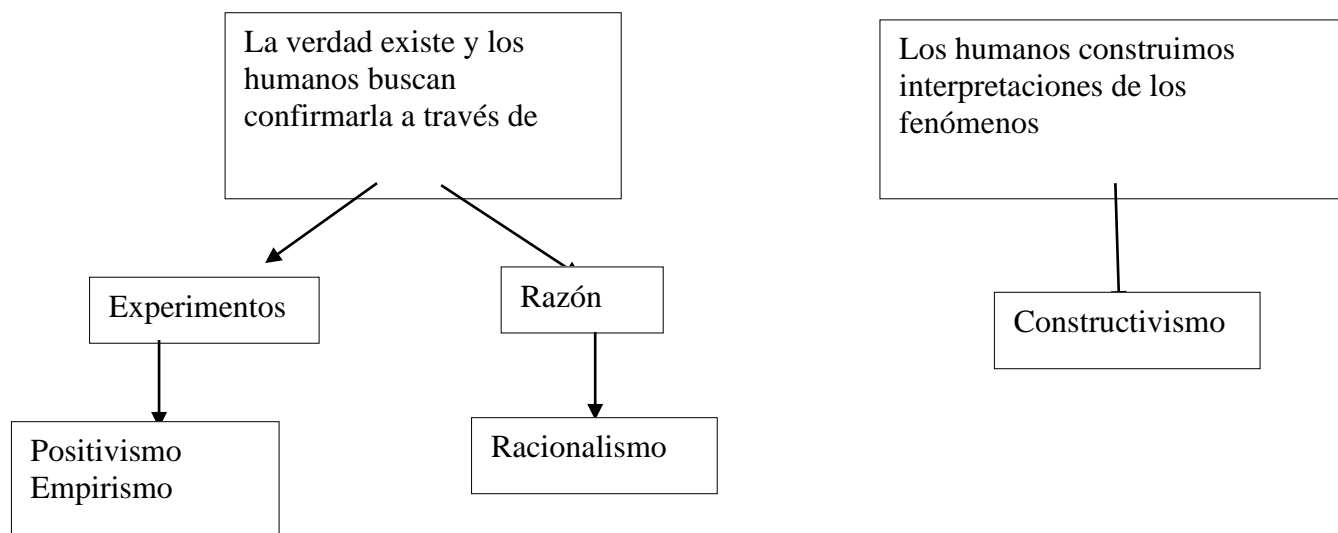 La verdad existe y los
humanos buscan
confirmarla a través de
Los humanos construimos
interpretaciones de los
fenómenos
Experimentos
Razón
Constructivismo
Positivismo
Empirismo
Racionalismo